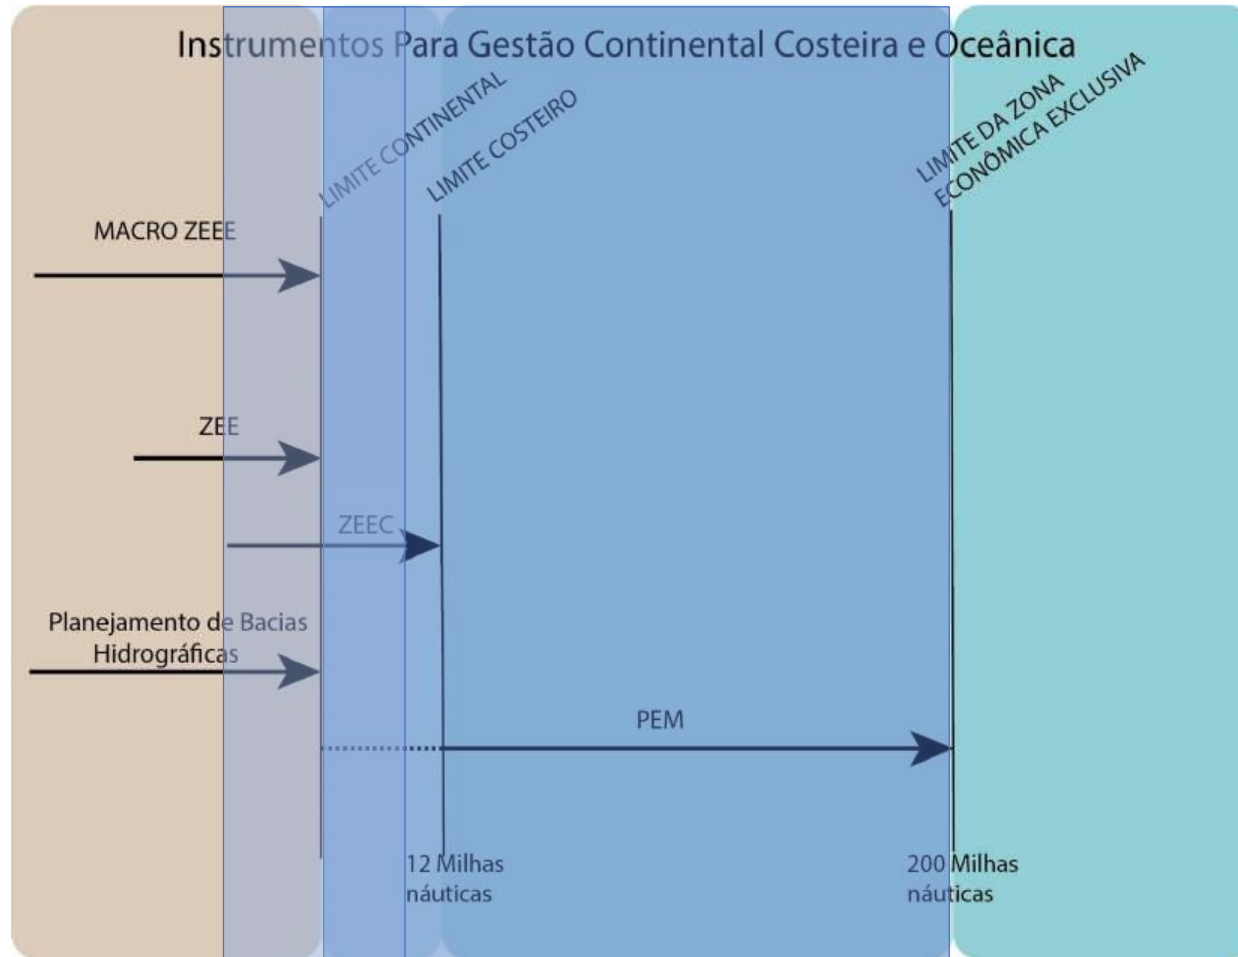 Instrumentos Para Gestão Continental Costeira e Oceânica
LIMITE CONTINENTAL
LIMITE COSTEIRO
LIMITE DA ZONA
ECONÔMICA EXCLUSIVA
MACRO ZEEE
ZEE
ZEEC
Planejamento de Bacias
Hidrográficas
PEM
12 Milhas
náuticas
200 Milhas
náuticas